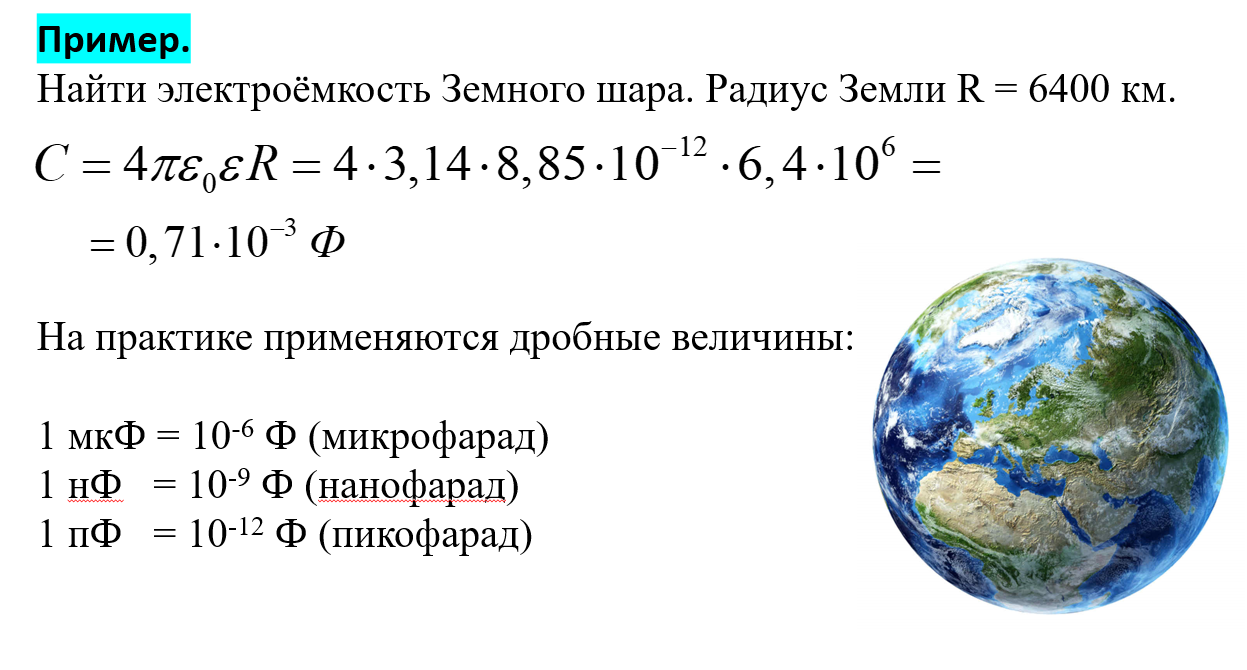 Пример.
Найти электроёмкость Земного шара. Радиус Земли R = 6400 км.
C = 4πε₀εR = 4·3,14·8,85·10⁻¹²·6,4·10⁶ =
= 0,71·10⁻³ Ф
На практике применяются дробные величины:
1 мкФ = 10⁻⁶ Ф (микрофарад)
1 нФ = 10⁻⁹ Ф (нанофарад)
1 пФ = 10⁻¹² Ф (пикофарад)